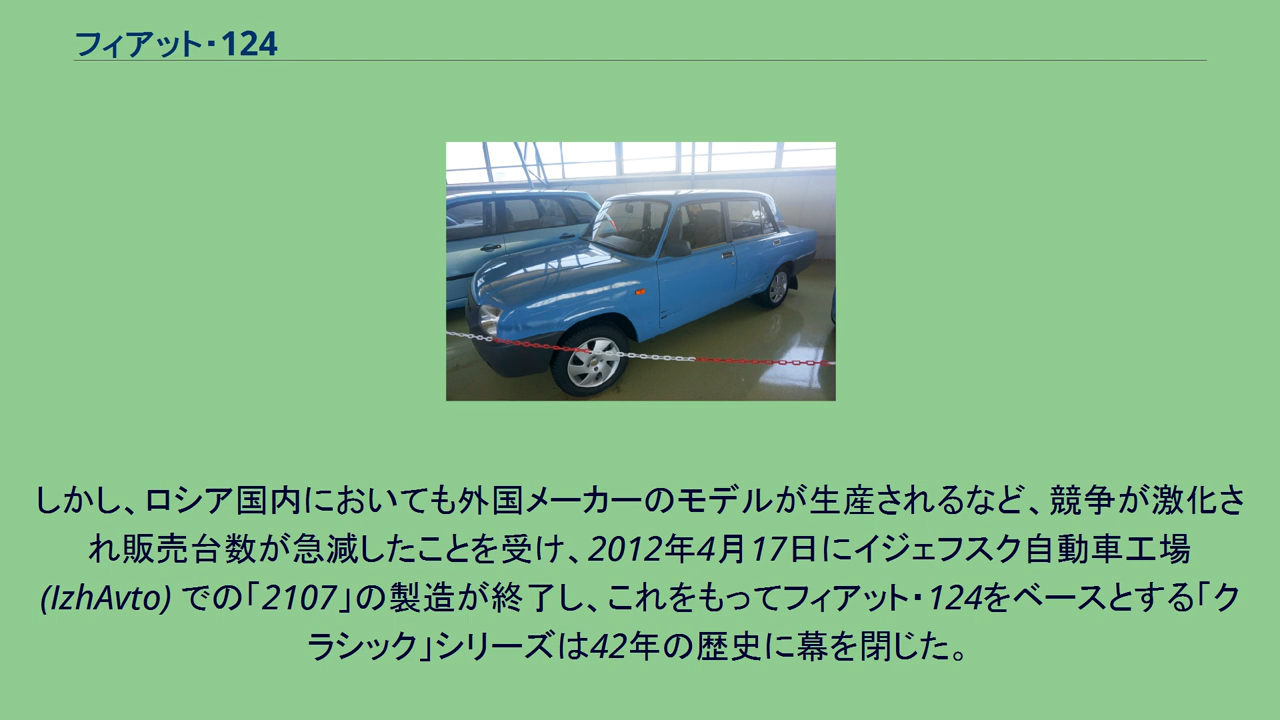 フィアット・124
しかし、ロシア国内においても外国メーカーのモデルが生産されるなど、競争が激化さ
れ販売台数が急減したことを受け、2012年4月17日にイジェフスク自動車工場
(IzhAvto) での「2107」の製造が終了し、これをもってフィアット・124をベースとする「ク
ラシック」シリーズは42年の歴史に幕を閉じた。